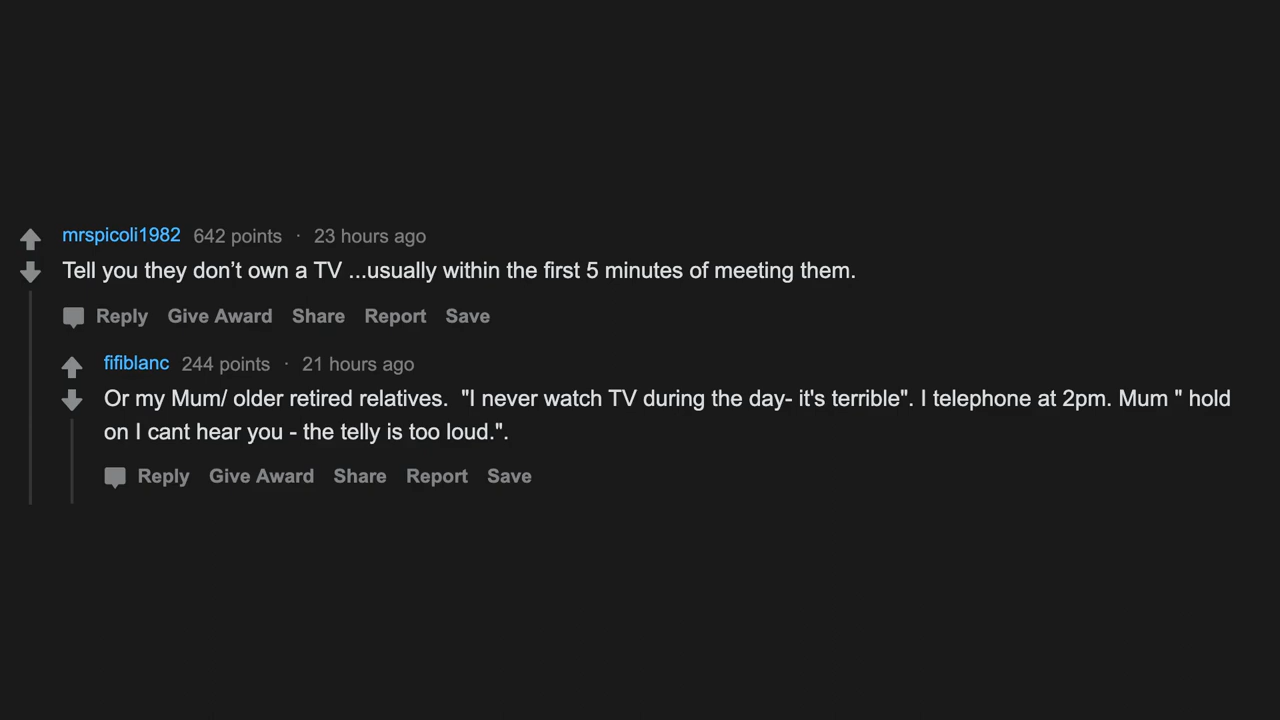 mrspicoli1982 642 points · 23 hours ago
Tell you they don’t own a TV ...usually within the first 5 minutes of meeting them.
Reply Give Award Share Report Save
fifiblanc 244 points · 21 hours ago
Or my Mum/ older retired relatives.  "I never watch TV during the day- it's terrible". I telephone at 2pm. Mum " hold
on I cant hear you - the telly is too loud.".
Reply Give Award Share Report Save